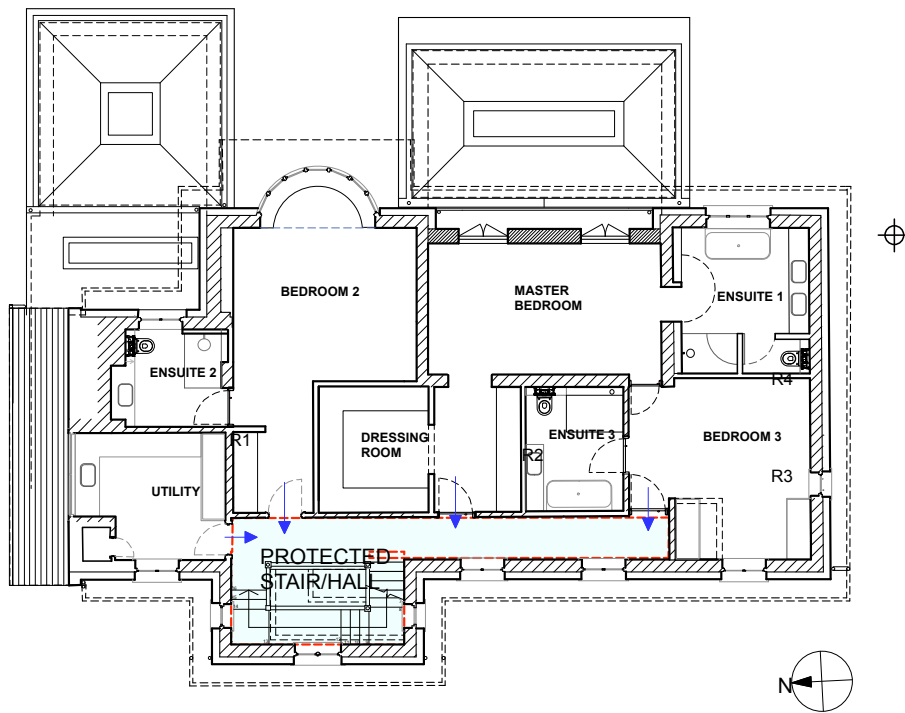 BEDROOM 2
MASTER
BEDROOM
ENSUITE 1
ENSUITE 2
R4
R1
DRESSING
ROOM
ENSUITE 3
BEDROOM 3
R2
R3
UTILITY
PROTECTED
STAIR/HALL
N